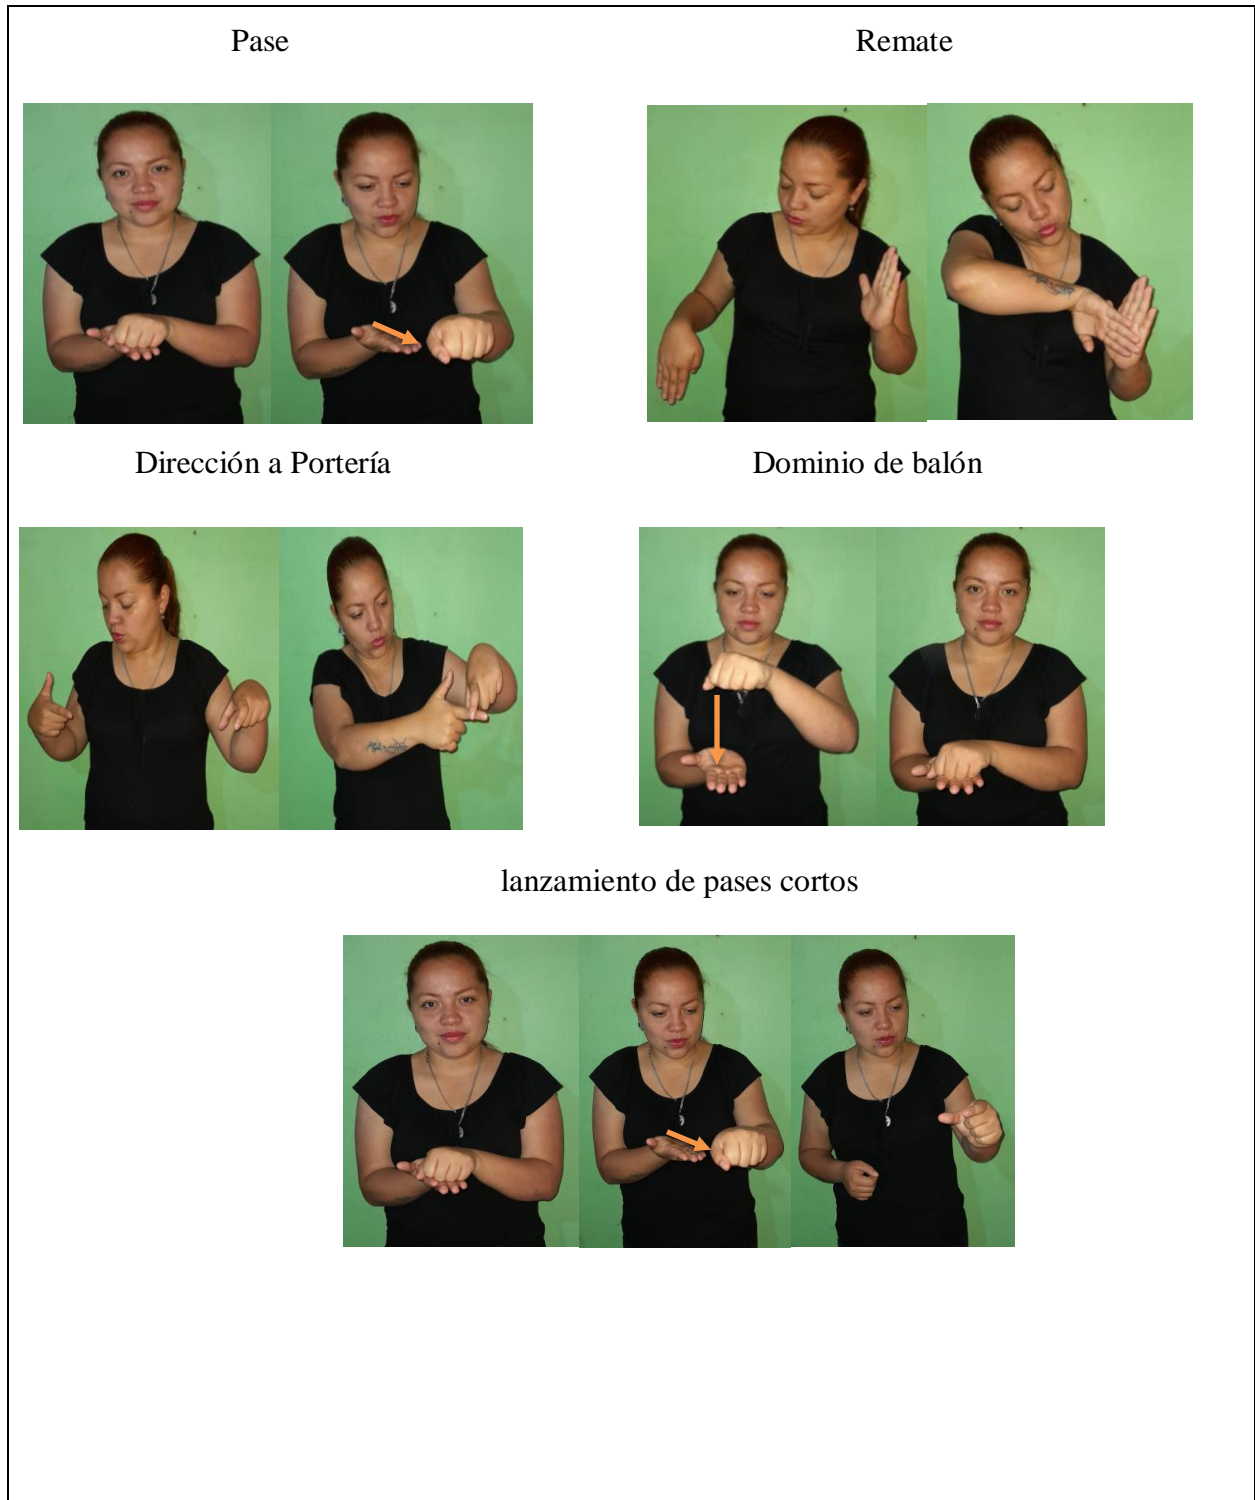 Pase
Remate
Dirección a Portería
Dominio de balón
lanzamiento de pases cortos